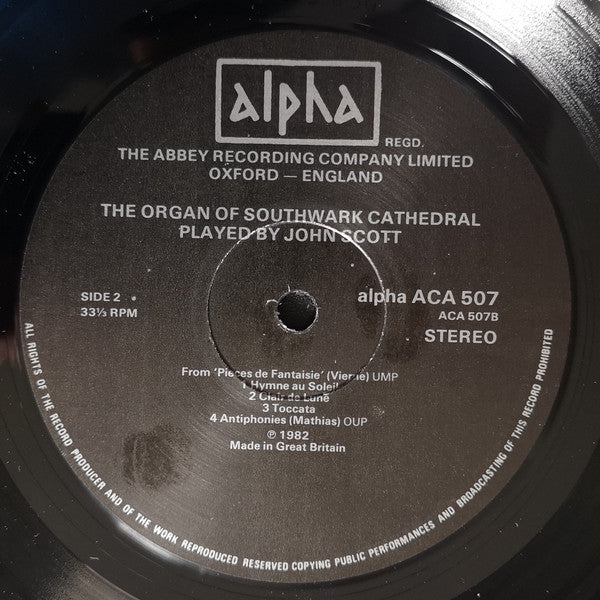 alpha
REGD.
THE ABBEY RECORDING COMPANY LIMITED
OXFORD — ENGLAND
THE ORGAN OF SOUTHWARK CATHEDRAL
PLAYED BY JOHN SCOTT
SIDE 2
33⅓ RPM
alpha ACA 507
ACA 507B
STEREO
From 'Pièces de Fantaisie' (Vierne) UMP
1 Hymne au Soleil
2 Clair de Lune
3 Toccata
4 Antiphonies (Mathias) OUP
℗ 1982
Made in Great Britain
ALL RIGHTS OF THE RECORD PRODUCER AND OF THE WORK REPRODUCED RESERVED COPYING PUBLIC PERFORMANCES AND BROADCASTING OF THIS RECORD PROHIBITED